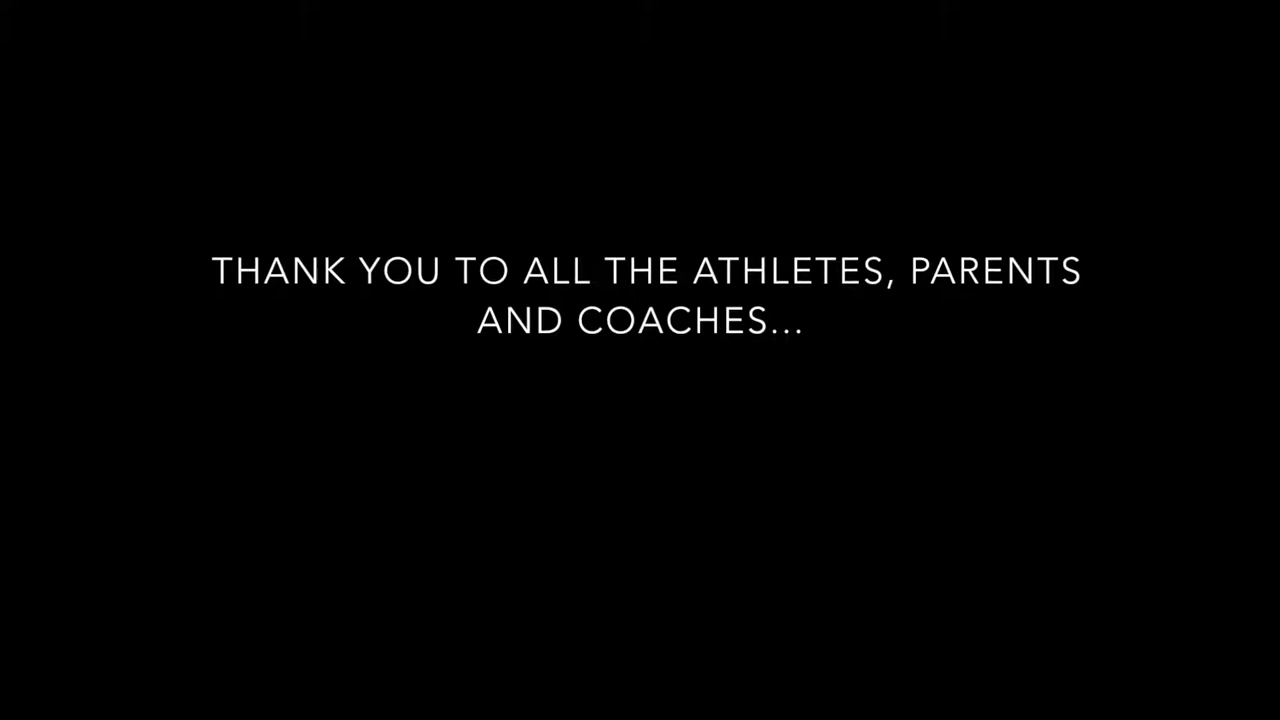 THANK YOU TO ALL THE ATHLETES, PARENTS
AND COACHES...